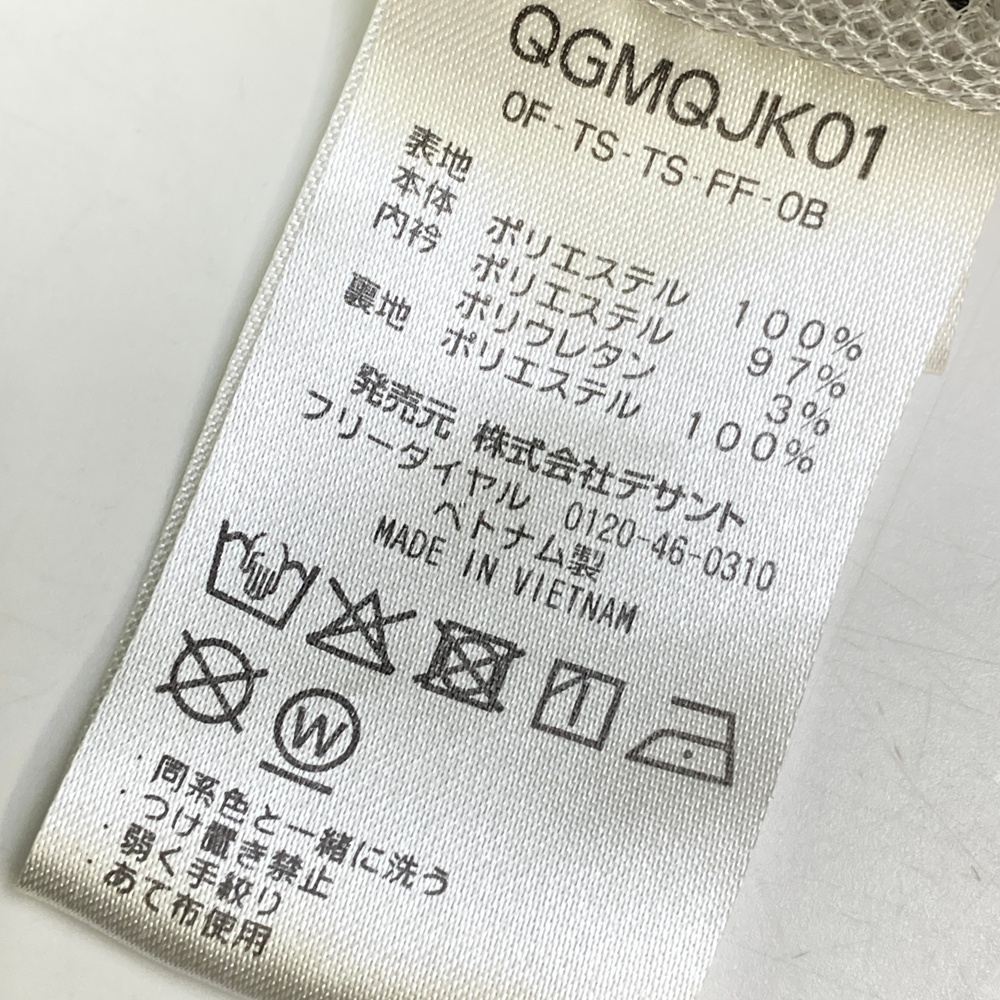 QGMQJK01
OF-TS-TS-FF-OB
表地
本体 ポリエステル 100%
内衿 ポリエステル 97%
ポリウレタン 3%
裏地 ポリエステル 100%
発売元 株式会社デサント
フリーダイヤル 0120-46-0310
ベトナム製
MADE IN VIETNAM
W
・同系色と一緒に洗う
・つけ置き禁止
・弱く手絞り
・あて布使用